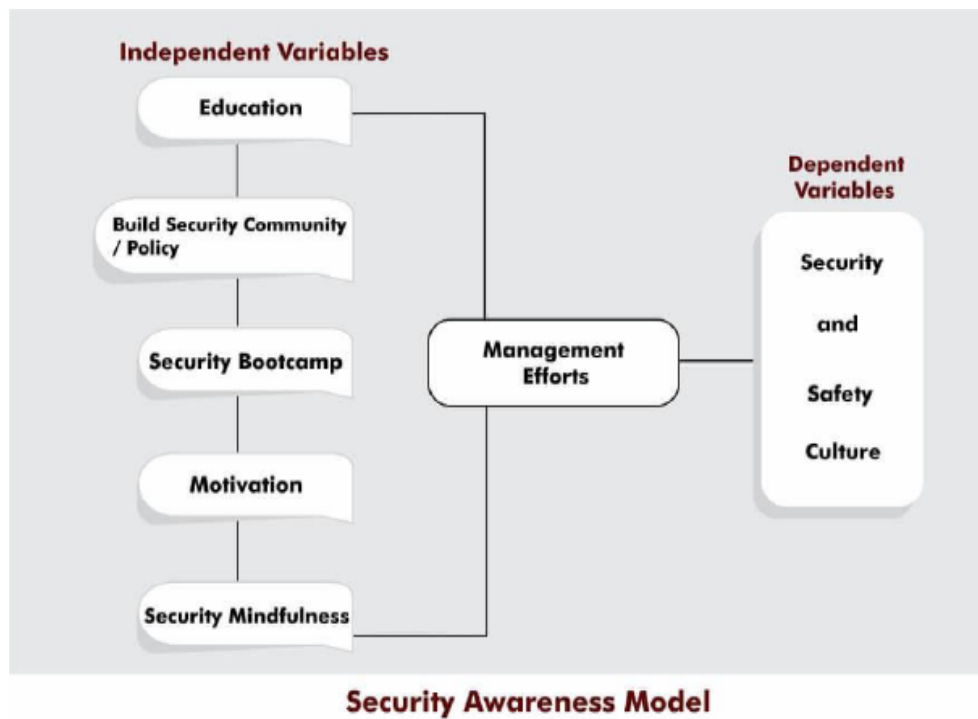 Independent Variables
Education
Build Security Community
/ Policy
Security Bootcamp
Motivation
Security Mindfulness
Management
Efforts
Dependent
Variables
Security
and
Safety
Culture
Security Awareness Model